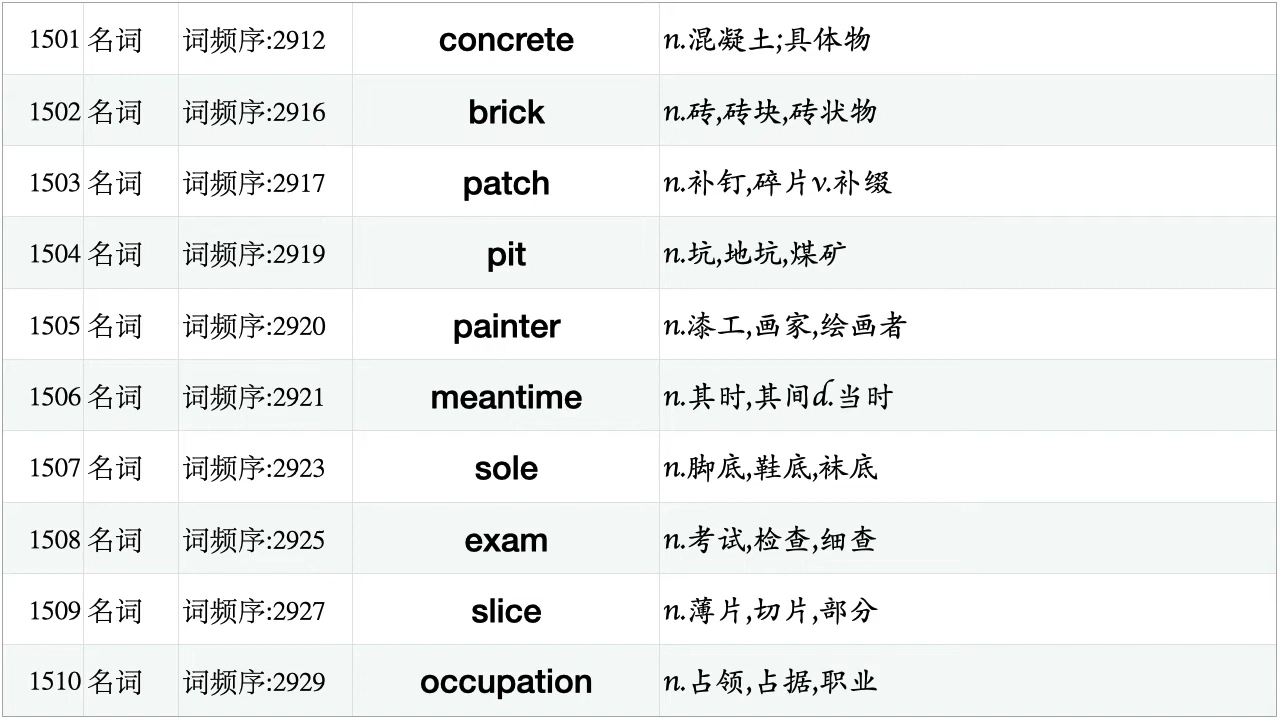 1501 名词 词频序:2912 concrete n.混凝土;具体物
1502 名词 词频序:2916 brick n.砖,砖块,砖状物
1503 名词 词频序:2917 patch n.补钉,碎片v.补缀
1504 名词 词频序:2919 pit n.坑,地坑,煤矿
1505 名词 词频序:2920 painter n.漆工,画家,绘画者
1506 名词 词频序:2921 meantime n.其时,其间d.当时
1507 名词 词频序:2923 sole n.脚底,鞋底,袜底
1508 名词 词频序:2925 exam n.考试,检查,细查
1509 名词 词频序:2927 slice n.薄片,切片,部分
1510 名词 词频序:2929 occupation n.占领,占据,职业